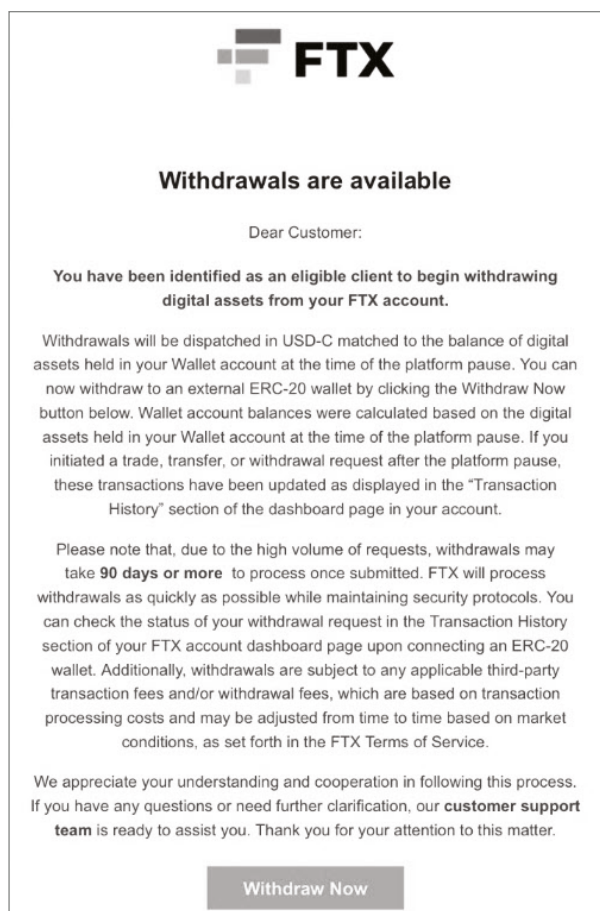 FTX
Withdrawals are available
Dear Customer:
You have been identified as an eligible client to begin withdrawing
digital assets from your FTX account.
Withdrawals will be dispatched in USD-C matched to the balance of digital
assets held in your Wallet account at the time of the platform pause. You can
now withdraw to an external ERC-20 wallet by clicking the Withdraw Now
button below. Wallet account balances were calculated based on the digital
assets held in your Wallet account at the time of the platform pause. If you
initiated a trade, transfer, or withdrawal request after the platform pause,
these transactions have been updated as displayed in the “Transaction
History” section of the dashboard page in your account.
Please note that, due to the high volume of requests, withdrawals may
take 90 days or more to process once submitted. FTX will process
withdrawals as quickly as possible while maintaining security protocols. You
can check the status of your withdrawal request in the Transaction History
section of your FTX account dashboard page upon connecting an ERC-20
wallet. Additionally, withdrawals are subject to any applicable third-party
transaction fees and/or withdrawal fees, which are based on transaction
processing costs and may be adjusted from time to time based on market
conditions, as set forth in the FTX Terms of Service.
We appreciate your understanding and cooperation in following this process.
If you have any questions or need further clarification, our customer support
team is ready to assist you. Thank you for your attention to this matter.
Withdraw Now